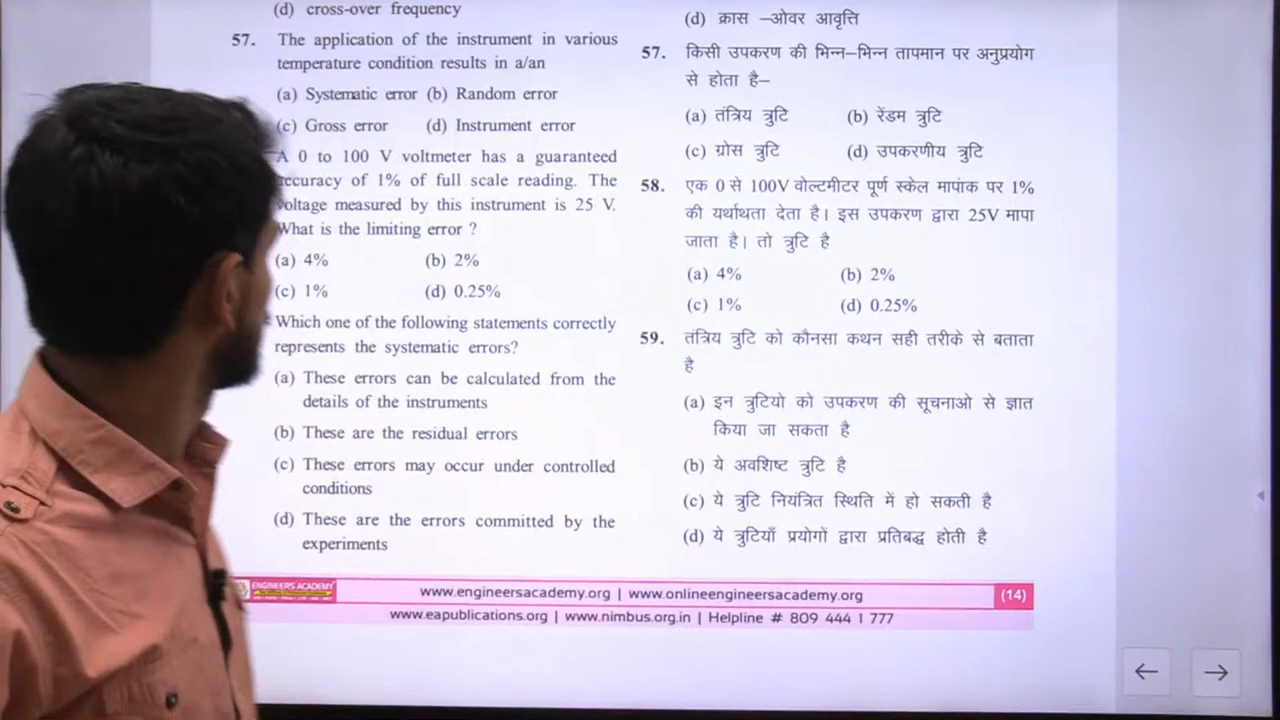 (d) cross-over frequency
57. The application of the instrument in various
temperature condition results in a/an
(a) Systematic error (b) Random error
(c) Gross error (d) Instrument error
A 0 to 100 V voltmeter has a guaranteed
accuracy of 1% of full scale reading. The
voltage measured by this instrument is 25 V.
What is the limiting error ?
(a) 4% (b) 2%
(c) 1% (d) 0.25%
Which one of the following statements correctly
represents the systematic errors?
(a) These errors can be calculated from the
details of the instruments
(b) These are the residual errors
(c) These errors may occur under controlled
conditions
(d) These are the errors committed by the
experiments
(d) क्रास –ओवर आवृत्ति
57. किसी उपकरण की भिन्न–भिन्न तापमान पर अनुप्रयोग
से होता है–
(a) तंत्रिय त्रुटि (b) रेंडम त्रुटि
(c) ग्रोस त्रुटि (d) उपकरणीय त्रुटि
58. एक 0 से 100V वोल्टमीटर पूर्ण स्केल मापांक पर 1%
की यर्थाथता देता है। इस उपकरण द्वारा 25V मापा
जाता है। तो त्रुटि है
(a) 4% (b) 2%
(c) 1% (d) 0.25%
59. तंत्रिय त्रुटि को कौनसा कथन सही तरीके से बताता
है
(a) इन त्रुटियो को उपकरण की सूचनाओ से ज्ञात
किया जा सकता है
(b) ये अवशिष्ट त्रुटि है
(c) ये त्रुटि नियंत्रित स्थिति में हो सकती है
(d) ये त्रुटियाँ प्रयोगों द्वारा प्रतिबद्ध होती है
ENGINEERS ACADEMY
www.engineersacademy.org | www.onlineengineersacademy.org (14)
www.eapublications.org | www.nimbus.org.in | Helpline # 809 444 1 777